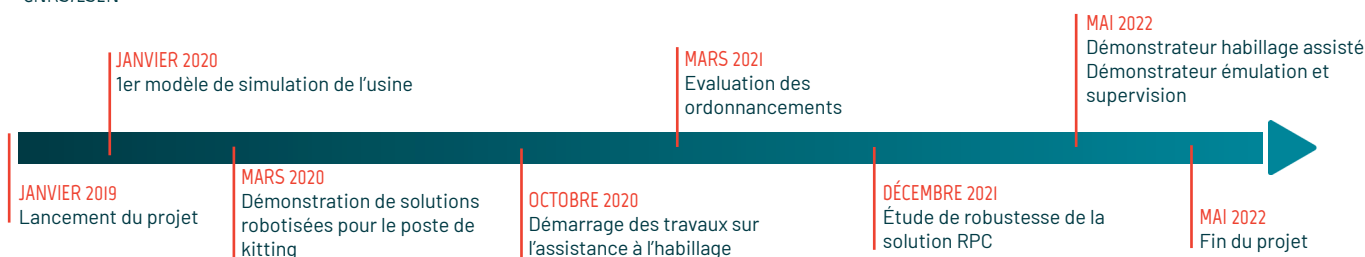 JANVIER 2019
Lancement du projet
JANVIER 2020
1er modèle de simulation de l'usine
MARS 2020
Démonstration de solutions
robotisées pour le poste de
kitting
OCTOBRE 2020
Démarrage des travaux sur
l'assistance à l'habillage
MARS 2021
Evaluation des
ordonnancements
DÉCEMBRE 2021
Étude de robustesse de la
solution RPC
MAI 2022
Démonstrateur habillage assisté
Démonstrateur émulation et
supervision
MAI 2022
Fin du projet